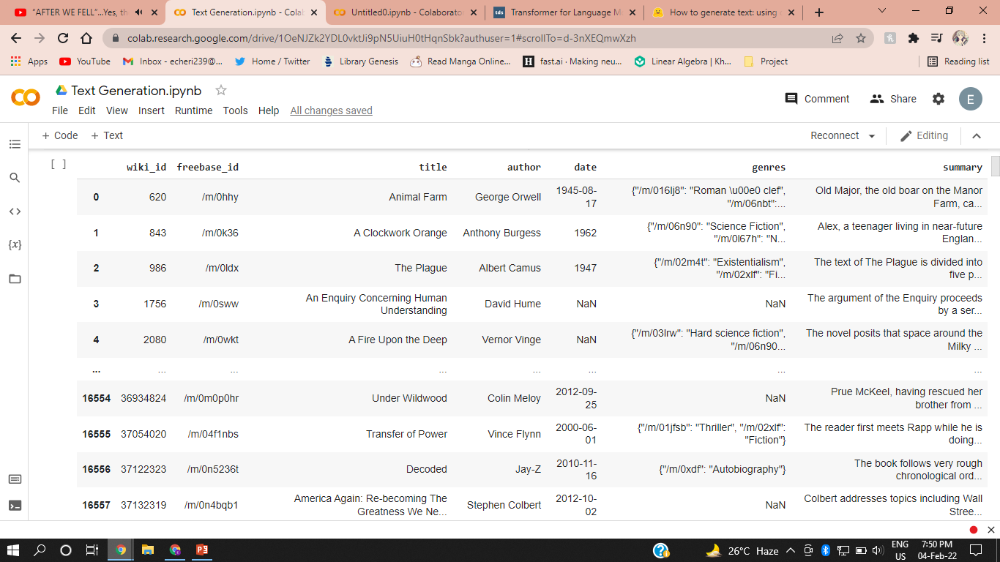 "AFTER WE FELL"...Yes, th
Text Generation.ipynb - Colab
Untitled0.ipynb - Colaborato
tds Transformer for Language M
How to generate text: using
colab.research.google.com/drive/1OeNJZk2YDL0vktJi9pN5UiuH0tHqnSbk?authuser=1#scrollTo=d-3nXEQmwXzh
Apps YouTube Inbox - echeri239@... Home / Twitter Library Genesis Read Manga Online... H fast.ai · Making neu... Linear Algebra | Kh... Project Reading list
CO Text Generation.ipynb
File Edit View Insert Runtime Tools Help All changes saved
Comment Share E
+ Code + Text Reconnect Editing
[ ] wiki_id freebase_id title author date genres summary
0 620 /m/0hhy Animal Farm George Orwell 1945-08-
17 {"/m/016lj8": "Roman \u00e0 clef",
"/m/06nbt":... Old Major, the old boar on the Manor
Farm, ca...
1 843 /m/0k36 A Clockwork Orange Anthony Burgess 1962 {"/m/06n90": "Science Fiction",
"/m/0l67h": "N... Alex, a teenager living in near-future
Englan...
2 986 /m/0ldx The Plague Albert Camus 1947 {"/m/02m4t": "Existentialism",
"/m/02xlf": "Fi... The text of The Plague is divided into
five p...
3 1756 /m/0sww An Enquiry Concerning Human
Understanding David Hume NaN NaN The argument of the Enquiry proceeds
by a ser...
4 2080 /m/0wkt A Fire Upon the Deep Vernor Vinge NaN {"/m/03lrw": "Hard science fiction",
"/m/06n90... The novel posits that space around the
Milky ...
... ... ... ... ... ... ... ...
16554 36934824 /m/0m0p0hr Under Wildwood Colin Meloy 2012-09-
25 NaN Prue McKeel, having rescued her
brother from ...
16555 37054020 /m/04f1nbs Transfer of Power Vince Flynn 2000-06-
01 {"/m/01jfsb": "Thriller", "/m/02xlf":
"Fiction"} The reader first meets Rapp while he is
doing...
16556 37122323 /m/0n5236t Decoded Jay-Z 2010-11-
16 {"/m/0xdf": "Autobiography"} The book follows very rough
chronological ord...
16557 37132319 /m/0n4bqb1 America Again: Re-becoming The
Greatness We Ne... Stephen Colbert 2012-10-
02 NaN Colbert addresses topics including Wall
Stree...
26°C Haze ENG
US 7:50 PM
04-Feb-22